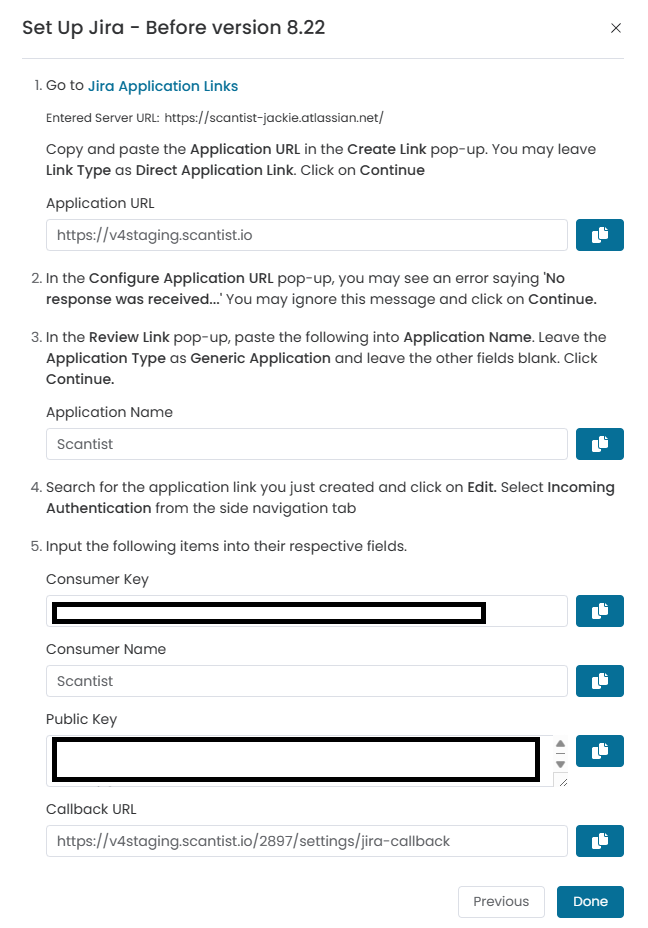 Set Up Jira - Before version 8.22
1. Go to Jira Application Links
Entered Server URL: https://scantist-jackie.atlassian.net/
Copy and paste the Application URL in the Create Link pop-up. You may leave
Link Type as Direct Application Link. Click on Continue
Application URL
https://v4staging.scantist.io
2. In the Configure Application URL pop-up, you may see an error saying 'No
response was received...' You may ignore this message and click on Continue.
3. In the Review Link pop-up, paste the following into Application Name. Leave the
Application Type as Generic Application and leave the other fields blank. Click
Continue.
Application Name
Scantist
4. Search for the application link you just created and click on Edit. Select Incoming
Authentication from the side navigation tab
5. Input the following items into their respective fields.
Consumer Key
Consumer Name
Scantist
Public Key
Callback URL
https://v4staging.scantist.io/2897/settings/jira-callback
Previous
Done